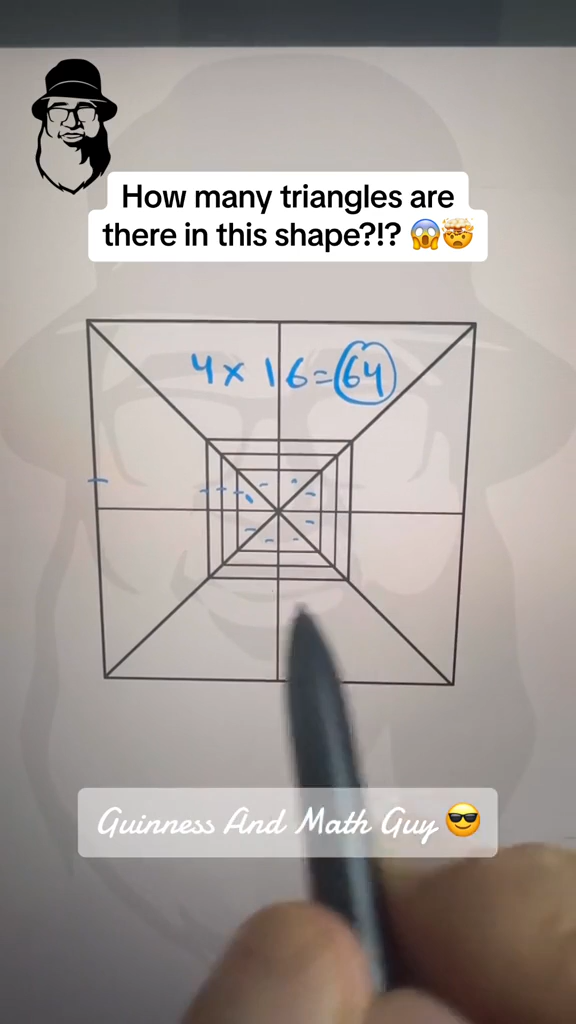 How many triangles are
there in this shape?!? 😱🤯
4 x 16 = 64
Guinness And Math Guy 😎